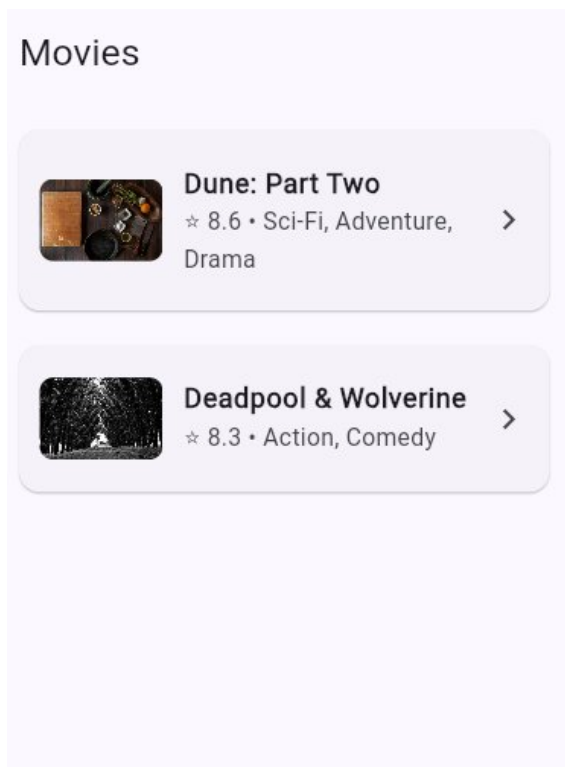 Movies
Dune: Part Two
☆ 8.6 • Sci-Fi, Adventure,
Drama
Deadpool & Wolverine
☆ 8.3 • Action, Comedy